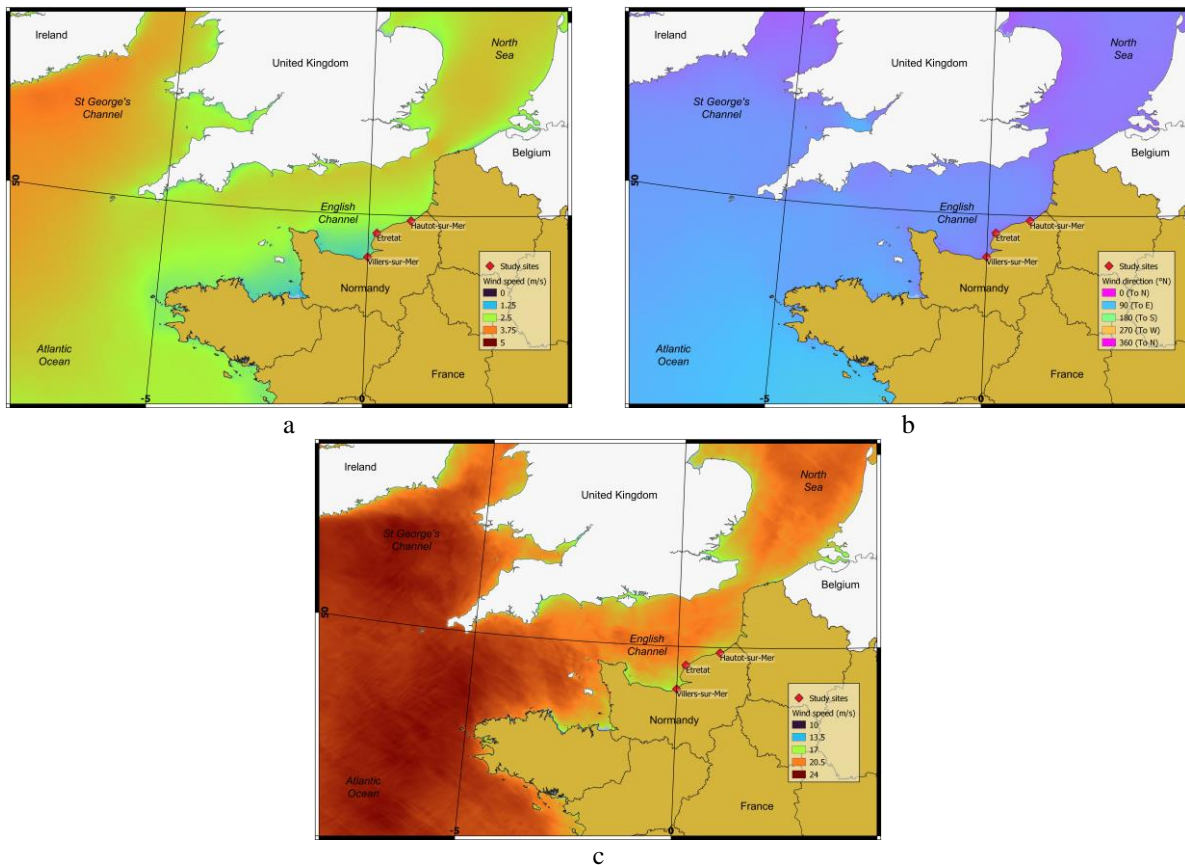 Ireland
North
Sea
United Kingdom
St George's
Channel
Belgium
50
English
Channel
Hautot-sur-Mer
Etretat
Villers-sur-Mer
Study sites
Wind speed (m/s)
0
1.25
2.5
3.75
5
Normandy
Atlantic
Ocean
France
-5
0
a
Ireland
North
Sea
United Kingdom
St George's
Channel
Belgium
50
English
Channel
Hautot-sur-Mer
Etretat
Villers-sur-Mer
Study sites
Wind direction (°N)
0 (To N)
90 (To E)
180 (To S)
270 (To W)
360 (To N)
Normandy
Atlantic
Ocean
France
-5
0
b
Ireland
North
Sea
United Kingdom
St George's
Channel
Belgium
50
English
Channel
Hautot-sur-Mer
Etretat
Villers-sur-Mer
Study sites
Wind speed (m/s)
10
13.5
17
20.5
24
Normandy
Atlantic
Ocean
France
-5
0
c